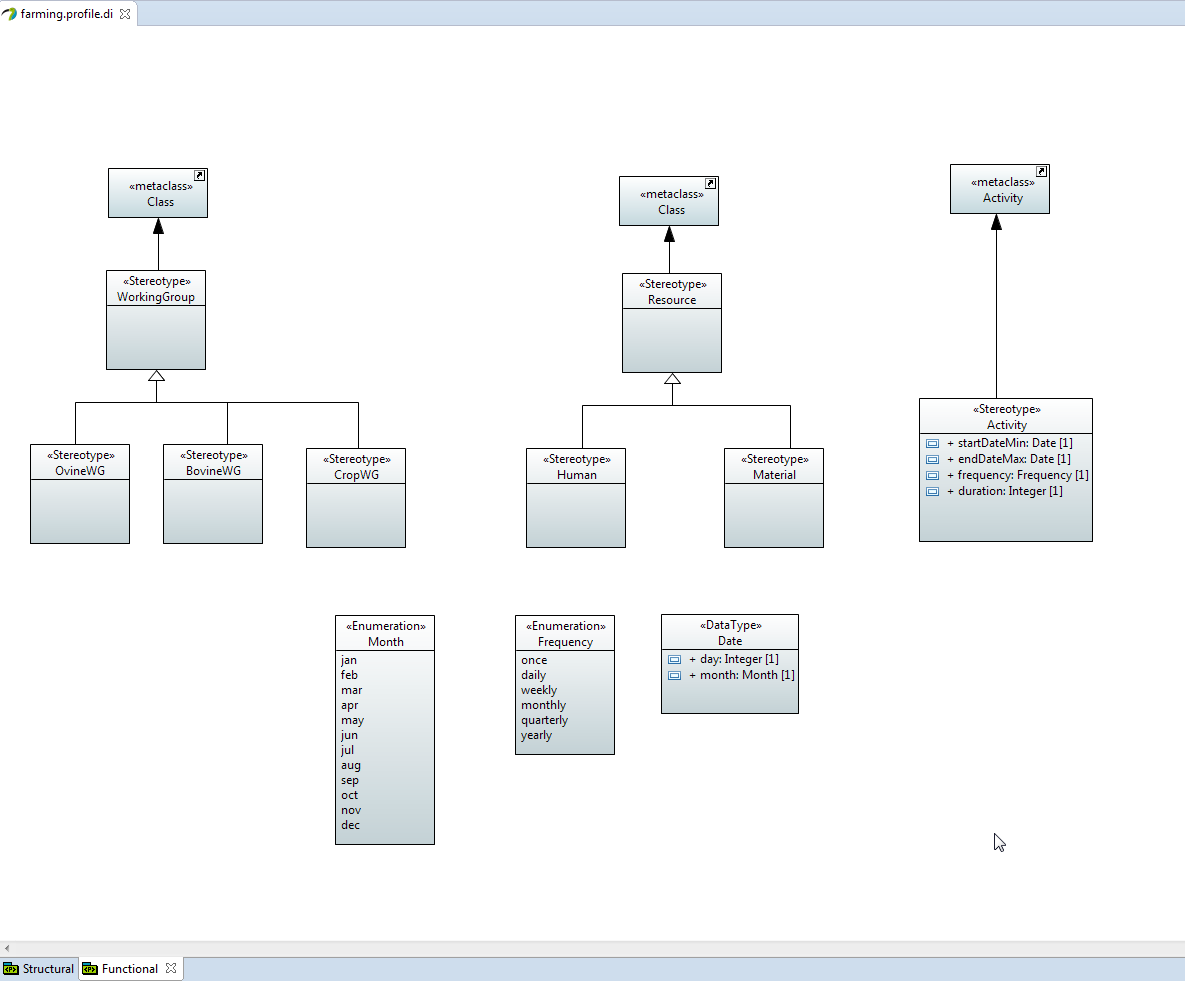 farming.profile.di
«metaclass»
Class
«Stereotype»
WorkingGroup
«Stereotype»
OvineWG
«Stereotype»
BovineWG
«Stereotype»
CropWG
«metaclass»
Class
«Stereotype»
Resource
«Stereotype»
Human
«Stereotype»
Material
«metaclass»
Activity
«Stereotype»
Activity
+ startDateMin: Date [1]
+ endDateMax: Date [1]
+ frequency: Frequency [1]
+ duration: Integer [1]
«Enumeration»
Month
jan
feb
mar
apr
may
jun
jul
aug
sep
oct
nov
dec
«Enumeration»
Frequency
once
daily
weekly
monthly
quarterly
yearly
«DataType»
Date
+ day: Integer [1]
+ month: Month [1]
Structural
Functional